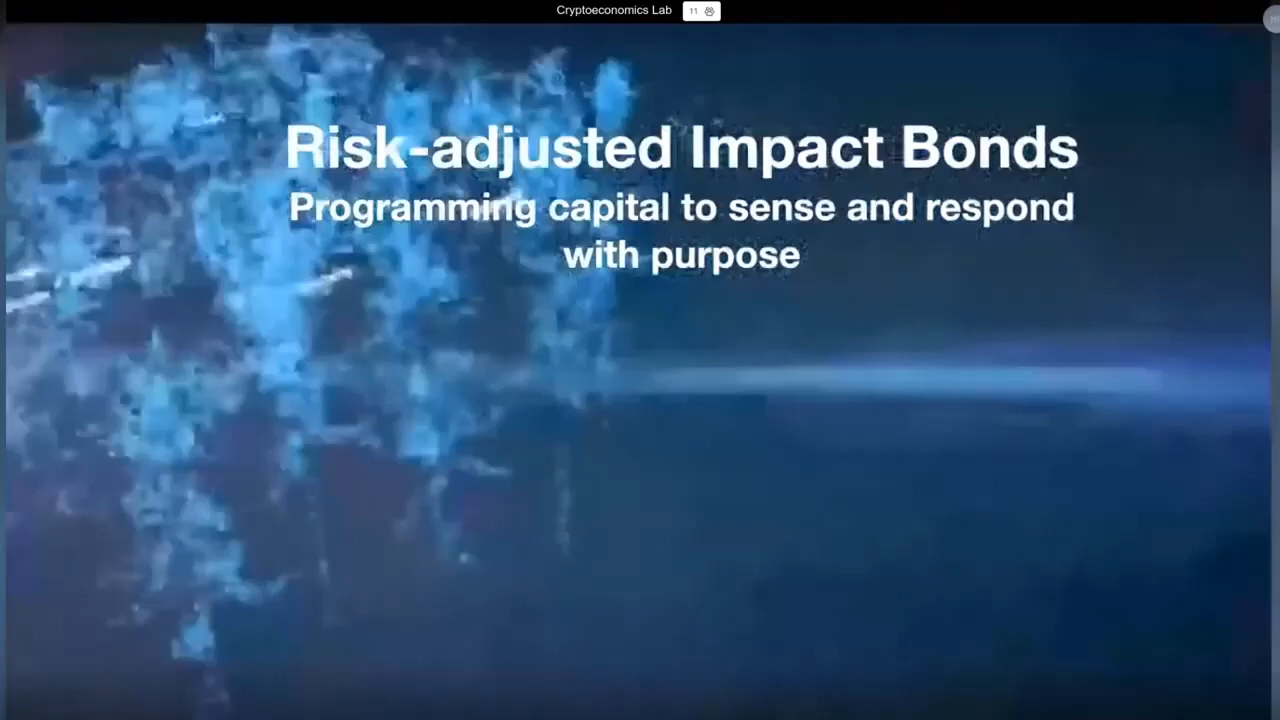 Cryptoeconomics Lab 11
Risk-adjusted Impact Bonds
Programming capital to sense and respond
with purpose